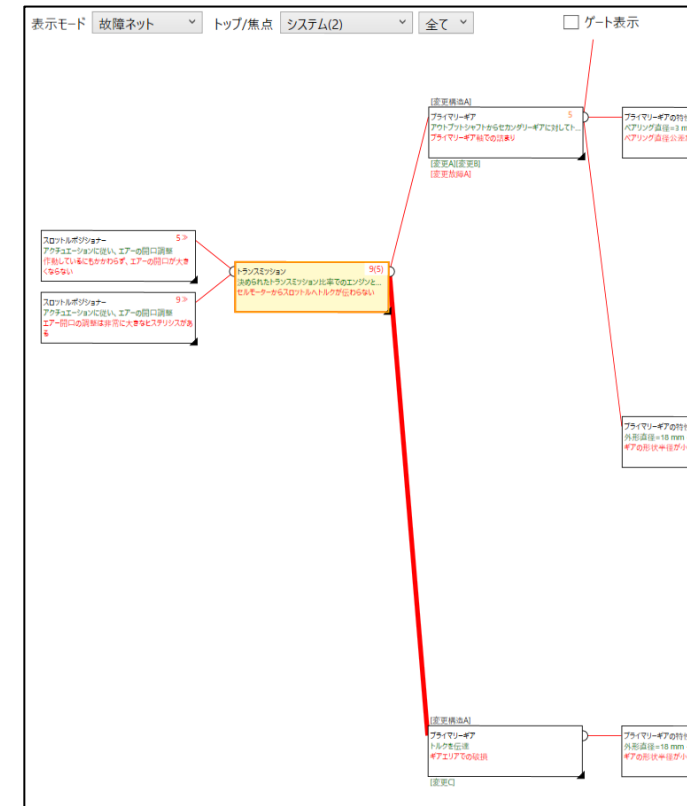 表示モード 故障ネット トップ/焦点 システム(2) 全て ゲート表示
[変更構造A]
プライマリーギア 5
アウトプットシャフトからセカンダリーギアに対してト...
プライマリーギア軸での詰まり
[変更A][変更B]
[変更故障A]
プライマリーギアの特
ベアリング直径=3 m
ベアリング直径公差
スロットルポジショナー 5
アクチュエーションに従い、エアーの開口調整
作動しているにもかかわらず、エアーの開口が大き
くならない
スロットルポジショナー 9
アクチュエーションに従い、エアーの開口調整
エアー開口の調整は非常に大きなヒステリシスがあ
る
トランスミッション 9(5)
決められたトランスミッション比率でのエンジンと...
セルモーターからスロットルへトルクが伝わらない
プライマリーギアの特
外形直径=18 mm
ギアの形状半径が小
[変更構造A]
プライマリーギア
トルクを伝達
ギアエリアでの破損
[変更C]
プライマリーギアの特
外形直径=18 mm
ギアの形状半径が小